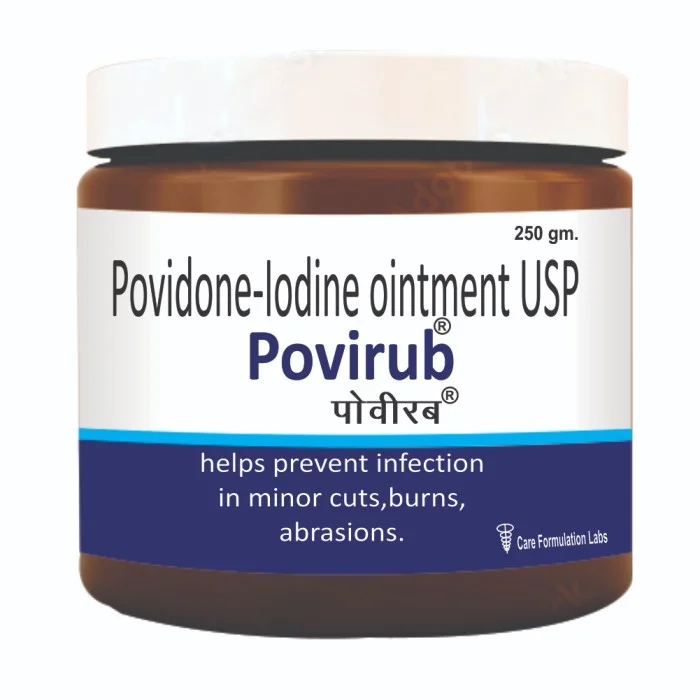 250 gm.
Povidone-Iodine ointment USP
Povirub®
पोवीरब®
helps prevent infection
in minor cuts,burns,
abrasions.
Care Formulation Labs